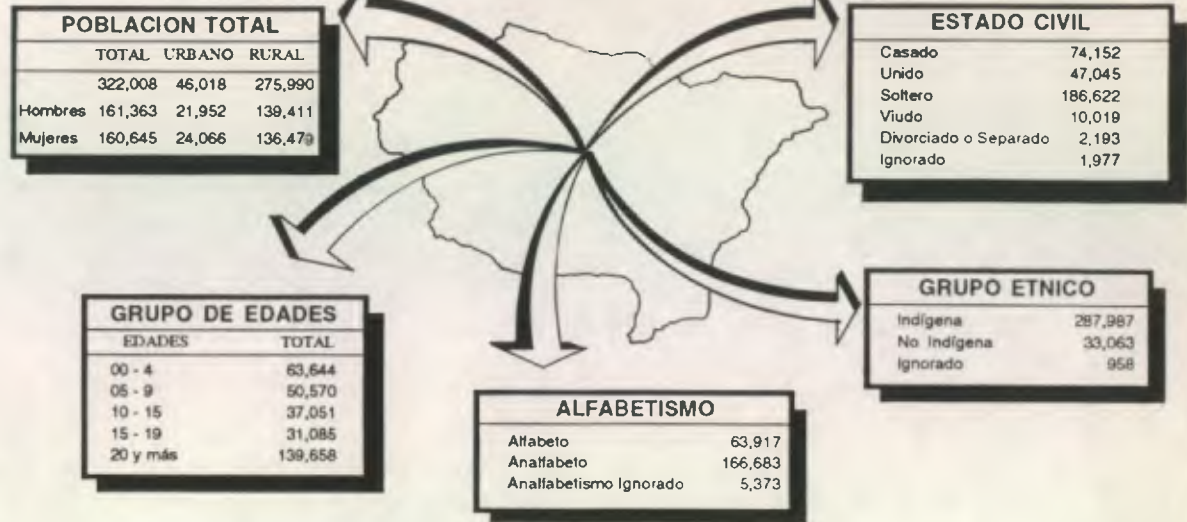 POBLACION TOTAL
TOTAL URBANO RURAL
322,008 46,018 275,990
Hombres 161,363 21,952 139,411
Mujeres 160,645 24,066 136,479
ESTADO CIVIL
Casado 74,152
Unido 47,045
Soltero 186,622
Viudo 10,019
Divorciado o Separado 2,193
Ignorado 1,977
GRUPO DE EDADES
EDADES TOTAL
00 - 4 63,644
05 - 9 50,570
10 - 15 37,051
15 - 19 31,085
20 y más 139,658
ALFABETISMO
Alfabeto 63,917
Analfabeto 166,683
Analfabetismo Ignorado 5,373
GRUPO ETNICO
Indígena 287,987
No Indígena 33,063
Ignorado 958